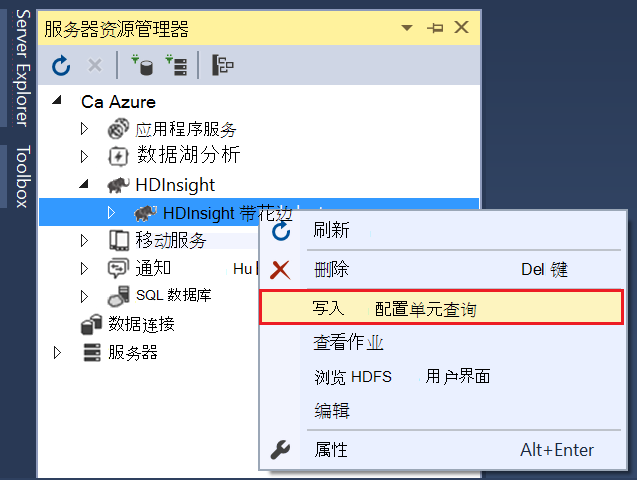 Server Explorer
Toolbox
服务器资源管理器
Ca Azure
应用程序服务
数据湖分析
HDInsight
HDInsight 带花边
移动服务
通知 Hu
SQL 数据库
数据连接
服务器
刷新
删除 Del 键
写入 配置单元查询
查看作业
浏览 HDFS 用户界面
编辑
属性 Alt+Enter